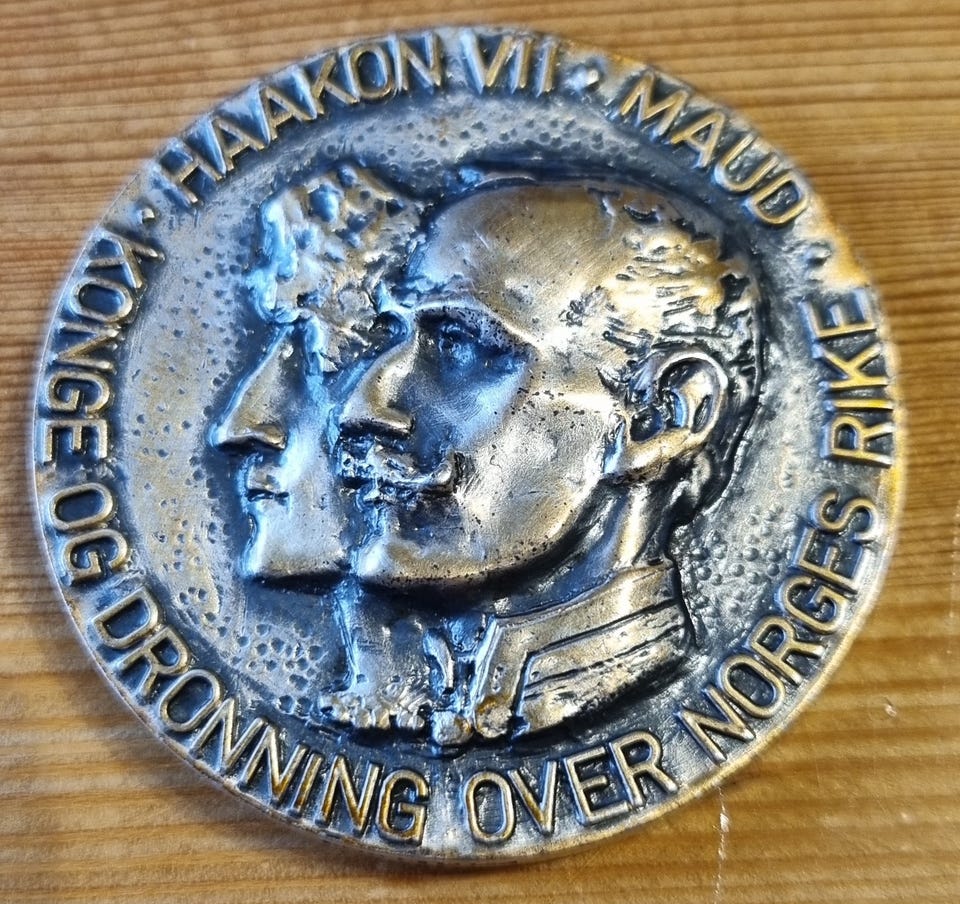 HAAKON VII · MAUD ·
KONGE OG DRONNING OVER NORGES RIKE ·